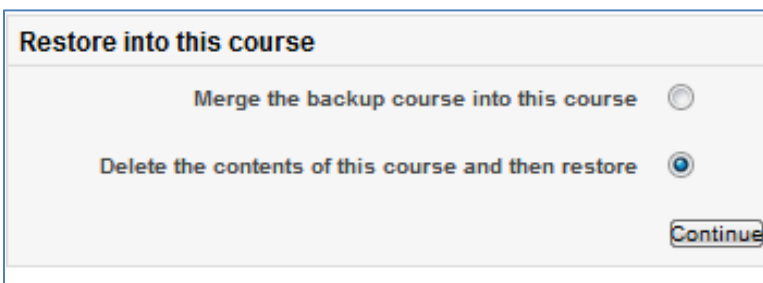 Restore into this course
Merge the backup course into this course
Delete the contents of this course and then restore
Continue